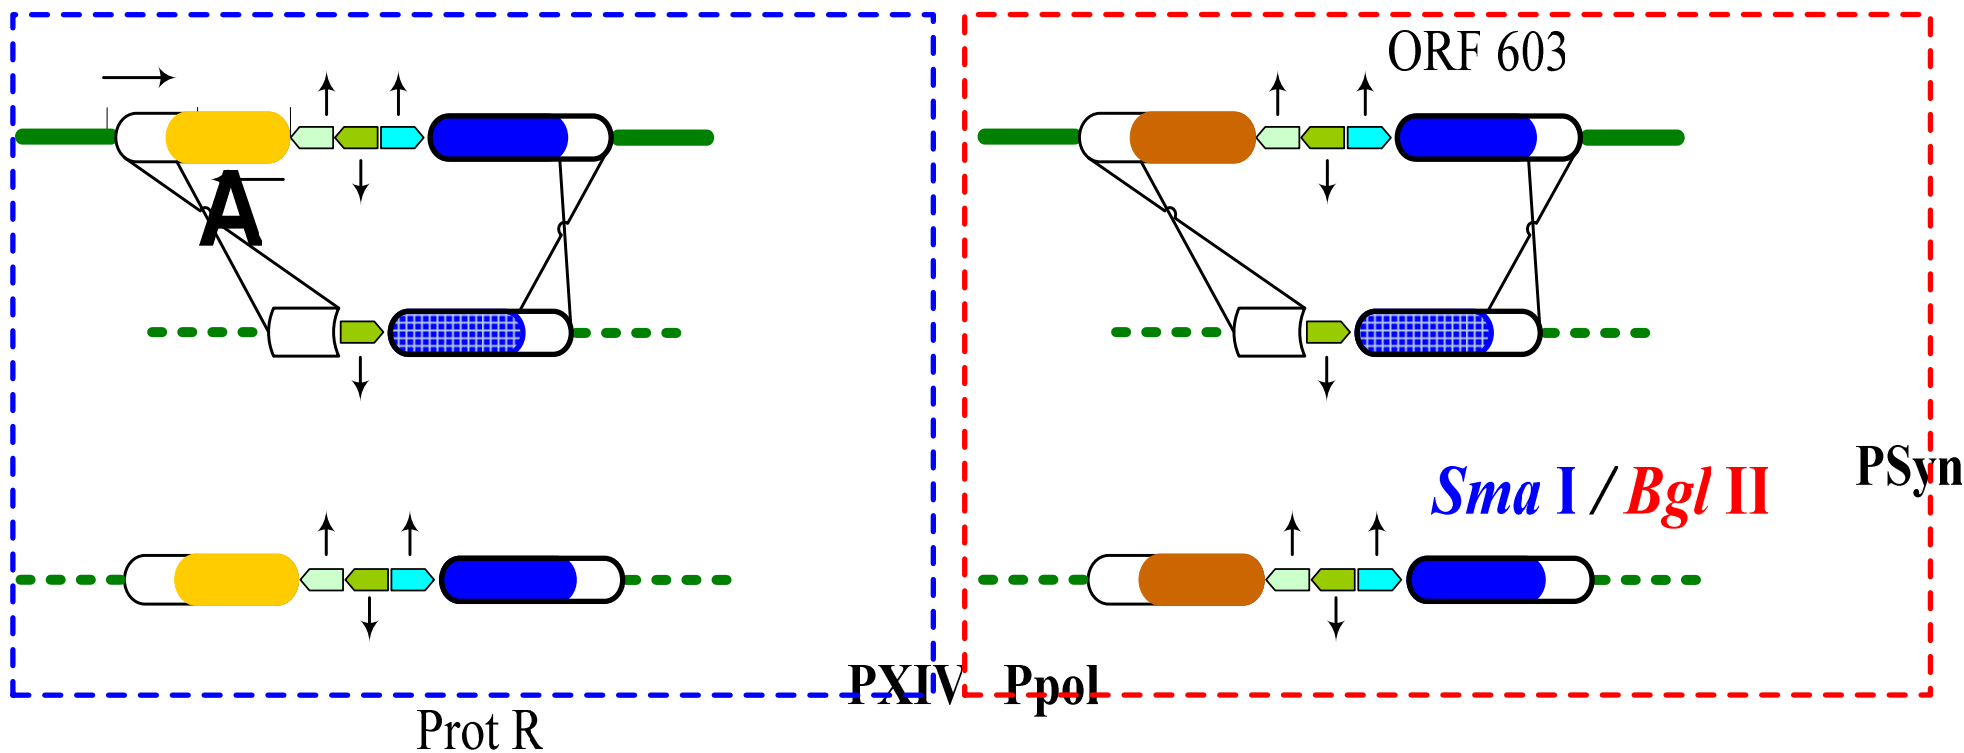 ORF 603
A
PSyn
Sma I / Bgl II
PXIV
Ppol
Prot R